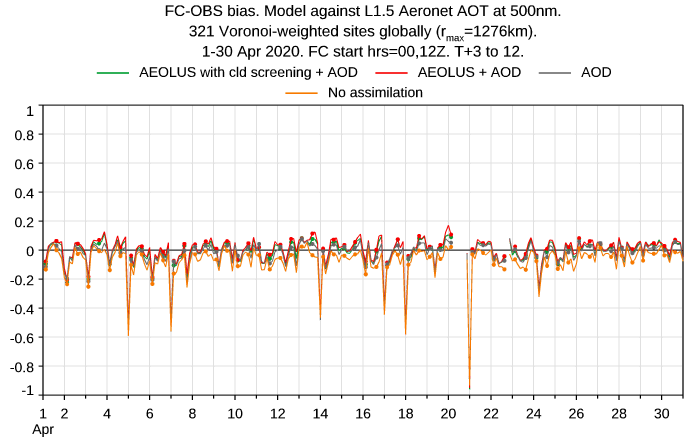 FC-OBS bias. Model against L1.5 Aeronet AOT at 500nm.
321 Voronoi-weighted sites globally (rmax=1276km).
1-30 Apr 2020. FC start hrs=00,12Z. T+3 to 12.
AEOLUS with cld screening + AOD AEOLUS + AOD AOD
No assimilation
1
0.8
0.6
0.4
0.2
0
-0.2
-0.4
-0.6
-0.8
-1
1 2 4 6 8 10 12 14 16 18 20 22 24 26 28 30
Apr